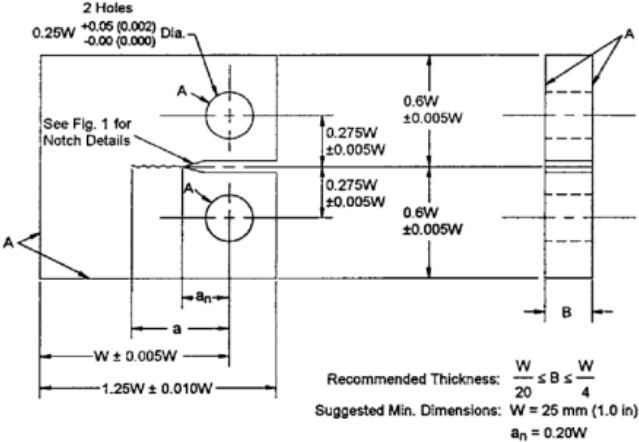 2 Holes
0.25W +0.05 (0.002) Dia.
-0.00 (0.000)
A
A
See Fig. 1 for
Notch Details
0.275W
±0.005W
0.6W
±0.005W
A
0.275W
±0.005W
0.6W
±0.005W
A
an
a
B
W ± 0.005W
1.25W ± 0.010W
Recommended Thickness: W/20 ≤ B ≤ W/4
Suggested Min. Dimensions: W = 25 mm (1.0 in)
an = 0.20W